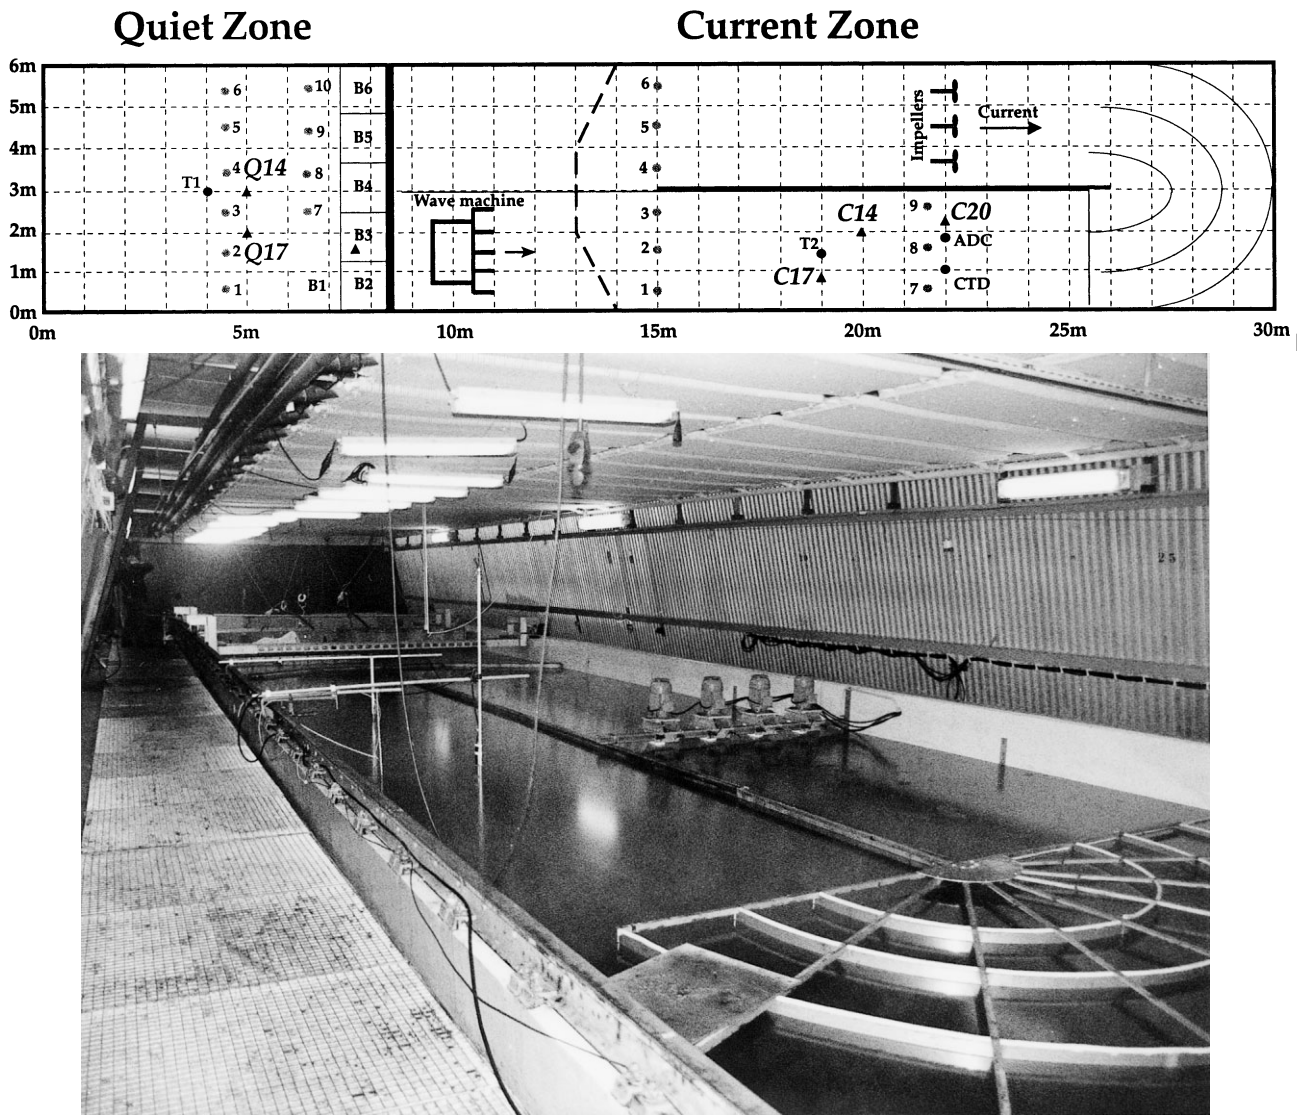 Quiet Zone
Current Zone
6m
5m
4m
3m
2m
1m
0m
6
5
4 Q14
T1
3
2 Q17
1
10
9
8
7
B1
B6
B5
B4
B3
B2
Wave machine
6
5
4
3
2
1
Impellers
Current
C14
T2
C17
9 C20
ADC
8
CTD
7
0m
5m
10m
15m
20m
25m
30m
25